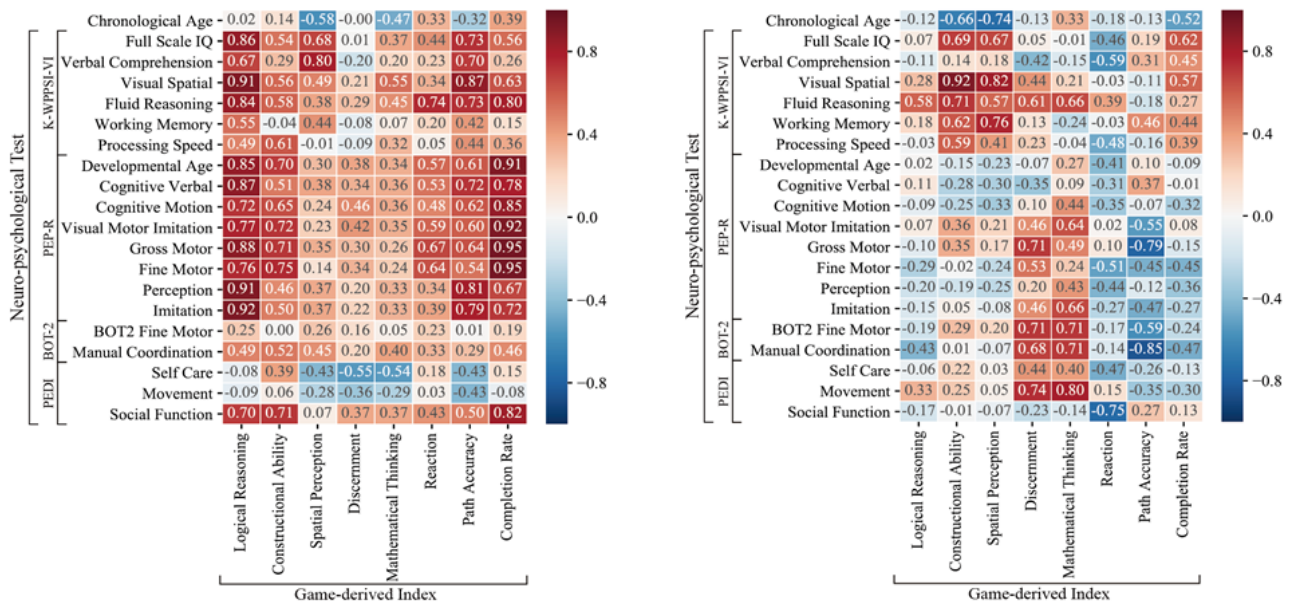 Chronological Age 0.02 0.14 -0.58 -0.00 -0.47 0.33 -0.32 0.39
Full Scale IQ 0.86 0.54 0.68 0.01 0.37 0.44 0.73 0.56
Verbal Comprehension 0.67 0.29 0.80 -0.20 0.20 0.23 0.70 0.26
Visual Spatial 0.91 0.56 0.49 0.21 0.55 0.34 0.87 0.63
Fluid Reasoning 0.84 0.58 0.38 0.29 0.45 0.74 0.73 0.80
Working Memory 0.55 -0.04 0.44 -0.08 0.07 0.20 0.42 0.15
Processing Speed 0.49 0.61 -0.01 -0.09 0.32 0.05 0.44 0.36
Developmental Age 0.85 0.70 0.30 0.38 0.34 0.57 0.61 0.91
Cognitive Verbal 0.87 0.51 0.38 0.34 0.36 0.53 0.72 0.78
Cognitive Motion 0.72 0.65 0.24 0.46 0.36 0.48 0.62 0.85
Visual Motor Imitation 0.77 0.72 0.23 0.42 0.35 0.59 0.60 0.92
Gross Motor 0.88 0.71 0.35 0.30 0.26 0.67 0.64 0.95
Fine Motor 0.76 0.75 0.14 0.34 0.24 0.64 0.54 0.95
Perception 0.91 0.46 0.37 0.20 0.33 0.34 0.81 0.67
Imitation 0.92 0.50 0.37 0.22 0.33 0.39 0.79 0.72
BOT2 Fine Motor 0.25 0.00 0.26 0.16 0.05 0.23 0.01 0.19
Manual Coordination 0.49 0.52 0.45 0.20 0.40 0.33 0.29 0.46
Self Care -0.08 0.39 -0.43 -0.55 -0.54 0.18 -0.43 0.15
Movement -0.09 0.06 -0.28 -0.36 -0.29 0.03 -0.43 -0.08
Social Function 0.70 0.71 0.07 0.37 0.37 0.43 0.50 0.82
Neuro-psychological Test
K-WPPSI-VI
PEP-R
BOT-2
PEDI
Logical Reasoning
Constructional Ability
Spatial Perception
Discernment
Mathematical Thinking
Reaction
Path Accuracy
Completion Rate
Game-derived Index
0.8
0.4
0.0
−0.4
−0.8
Chronological Age -0.12 -0.66 -0.74 -0.13 0.33 -0.18 -0.13 -0.52
Full Scale IQ 0.07 0.69 0.67 0.05 -0.01 -0.46 0.19 0.62
Verbal Comprehension -0.11 0.14 0.18 -0.42 -0.15 -0.59 0.31 0.45
Visual Spatial 0.28 0.92 0.82 0.44 0.21 -0.03 -0.11 0.57
Fluid Reasoning 0.58 0.71 0.57 0.61 0.66 0.39 -0.18 0.27
Working Memory 0.18 0.62 0.76 0.13 -0.24 -0.03 0.46 0.44
Processing Speed -0.03 0.59 0.41 0.23 -0.04 -0.48 -0.16 0.39
Developmental Age 0.02 -0.15 -0.23 -0.07 0.27 -0.41 0.10 -0.09
Cognitive Verbal 0.11 -0.28 -0.30 -0.35 0.09 -0.31 0.37 -0.01
Cognitive Motion -0.09 -0.25 -0.33 0.10 0.44 -0.35 -0.07 -0.32
Visual Motor Imitation 0.07 0.36 0.21 0.46 0.64 0.02 -0.55 0.08
Gross Motor -0.10 0.35 0.17 0.71 0.49 0.10 -0.79 -0.15
Fine Motor -0.29 -0.02 -0.24 0.53 0.24 -0.51 -0.45 -0.45
Perception -0.20 -0.19 -0.25 0.20 0.43 -0.44 -0.12 -0.36
Imitation -0.15 0.05 -0.08 0.46 0.66 -0.27 -0.47 -0.27
BOT2 Fine Motor -0.19 0.29 0.20 0.71 0.71 -0.17 -0.59 -0.24
Manual Coordination -0.43 0.01 -0.07 0.68 0.71 -0.14 -0.85 -0.47
Self Care -0.06 0.22 0.03 0.44 0.40 -0.47 -0.26 -0.13
Movement 0.33 0.25 0.05 0.74 0.80 0.15 -0.35 -0.30
Social Function -0.17 -0.01 -0.07 -0.23 -0.14 -0.75 0.27 0.13
Neuro-psychological Test
K-WPPSI-VI
PEP-R
BOT-2
PEDI
Logical Reasoning
Constructional Ability
Spatial Perception
Discernment
Mathematical Thinking
Reaction
Path Accuracy
Completion Rate
Game-derived Index
0.8
0.4
0.0
−0.4
−0.8